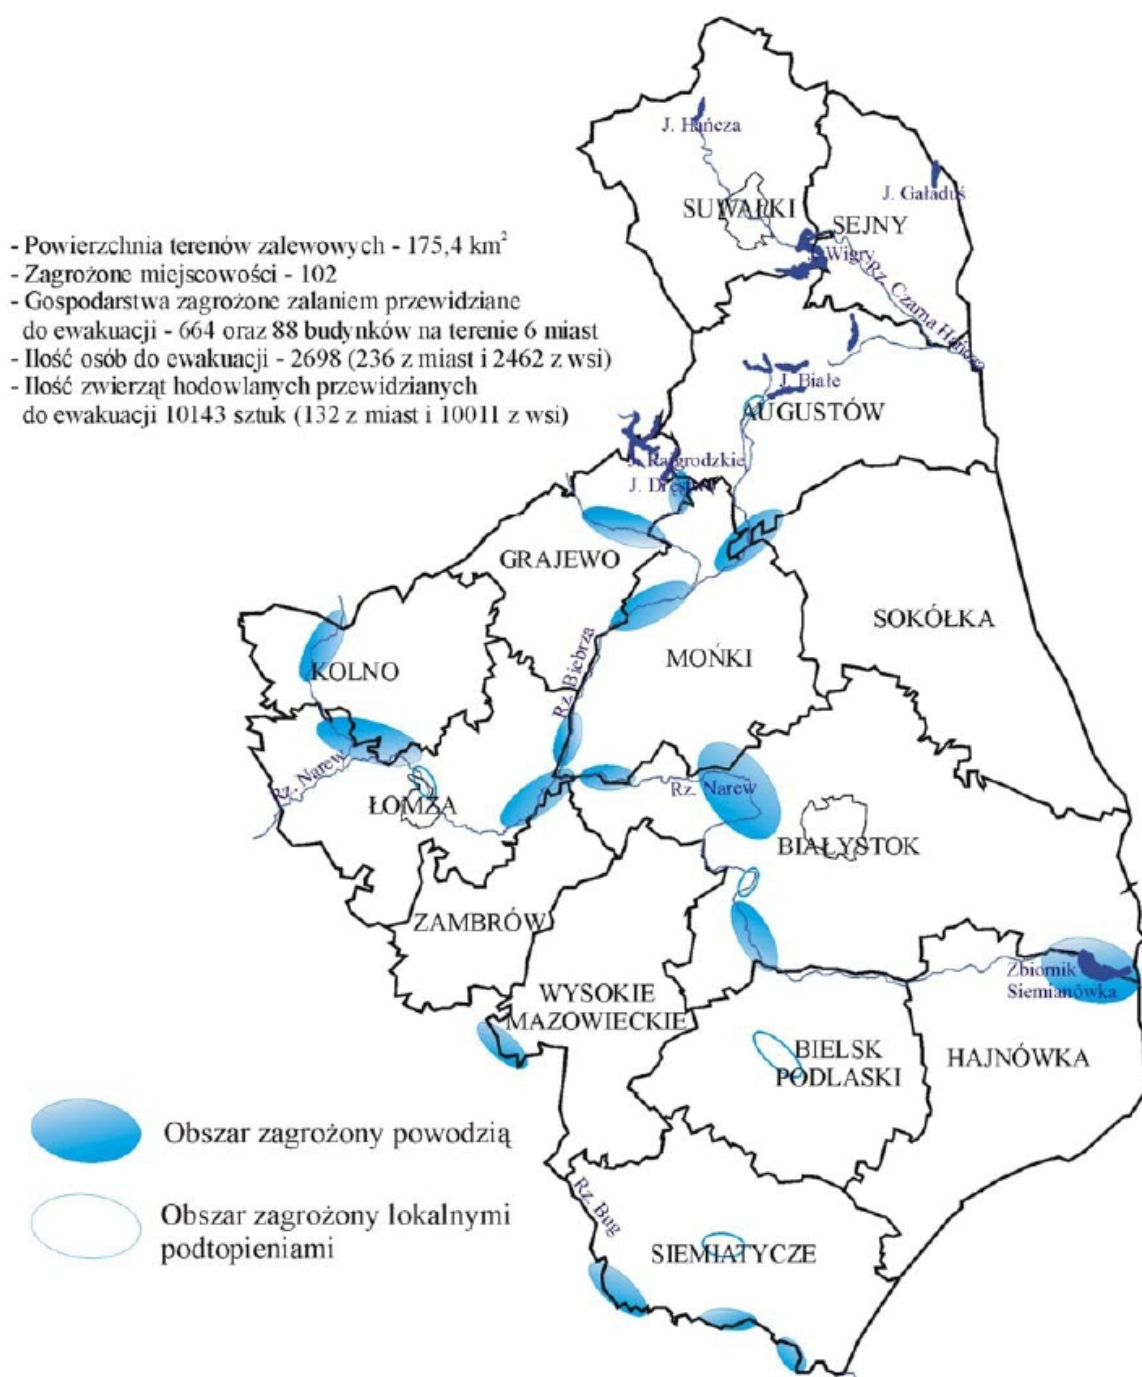 J. Hańcza
J. Gaładuś
SUWAŁKI
SEJNY
J. Wigry
Rz. Czarna Hańcza
- Powierzchnia terenów zalewowych - 175,4 km²
- Zagrożone miejscowości - 102
- Gospodarstwa zagrożone zalaniem przewidziane
do ewakuacji - 664 oraz 88 budynków na terenie 6 miast
- Ilość osób do ewakuacji - 2698 (236 z miast i 2462 z wsi)
- Ilość zwierząt hodowlanych przewidzianych
do ewakuacji 10143 sztuk (132 z miast i 10011 z wsi)
J. Białe
AUGUSTÓW
J. Rajgrodzkie
J. Dręstwo
GRAJEWO
SOKÓŁKA
MOŃKI
KOLNO
Rz. Biebrza
Rz. Narew
Rz. Narew
ŁOMŻA
BIAŁYSTOK
ZAMBRÓW
Zbiornik
Siemianówka
WYSOKIE
MAZOWIECKIE
BIELSK
PODLASKI
HAJNÓWKA
Obszar zagrożony powodzią
Rz. Bug
Obszar zagrożony lokalnymi
podtopieniami
SIEMIATYCZE